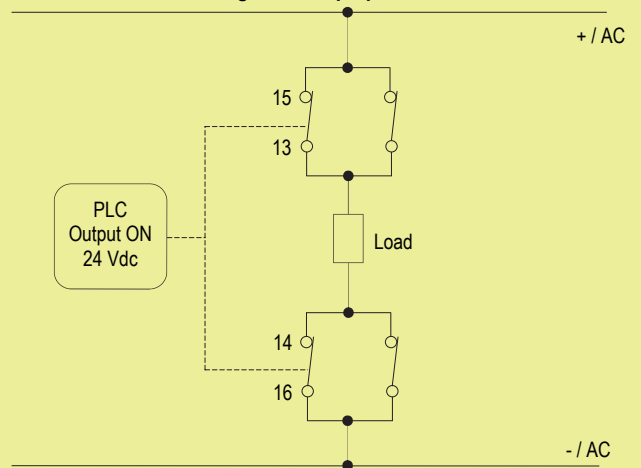 + / AC
15
13
PLC
Output ON
24 Vdc
Load
14
16
- / AC